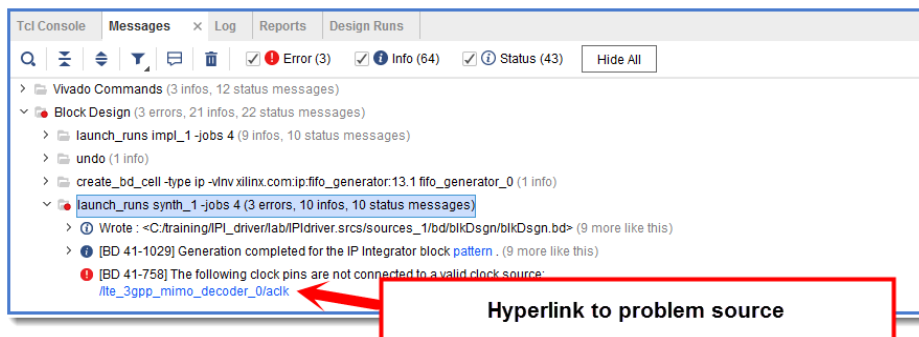 Tcl Console Messages × Log Reports Design Runs
Error (3) Info (64) Status (43) Hide All
Vivado Commands (3 infos, 12 status messages)
Block Design (3 errors, 21 infos, 22 status messages)
launch_runs impl_1 -jobs 4 (9 infos, 10 status messages)
undo (1 info)
create_bd_cell -type ip -vlnv xilinx.com:ip:fifo_generator:13.1 fifo_generator_0 (1 info)
launch_runs synth_1 -jobs 4 (3 errors, 10 infos, 10 status messages)
Wrote : <C:/training/IPI_driver/lab/IPIdriver.srcs/sources_1/bd/blkDsgn/blkDsgn.bd> (9 more like this)
[BD 41-1029] Generation completed for the IP Integrator block pattern . (9 more like this)
[BD 41-758] The following clock pins are not connected to a valid clock source:
/lte_3gpp_mimo_decoder_0/aclk
Hyperlink to problem source